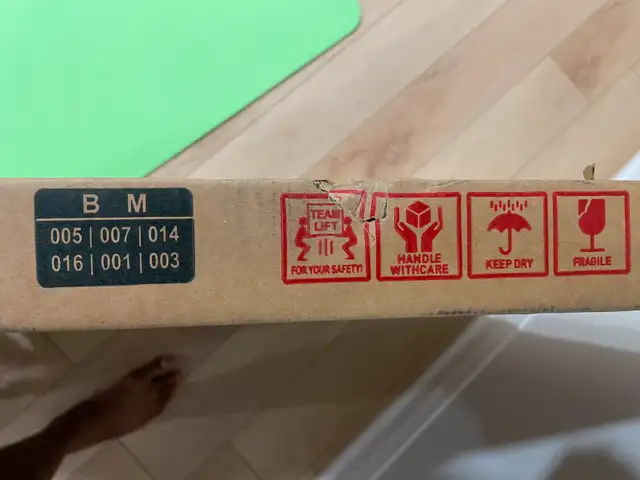 B M
005 | 007 | 014
016 | 001 | 003
TEAM
LIFT
FOR YOUR SAFETY!
HANDLE
WITHCARE
KEEP DRY
FRAGILE